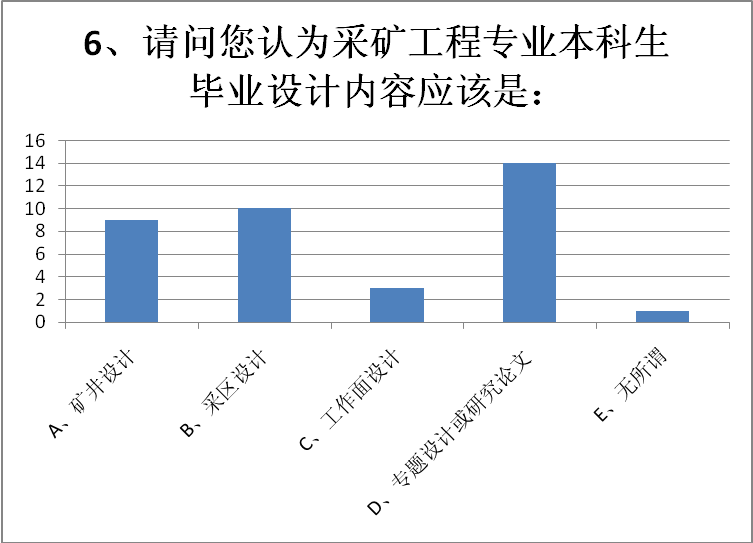 6、请问您认为采矿工程专业本科生
毕业设计内容应该是：
16
14
12
10
8
6
4
2
0
A、矿井设计
B、采区设计
C、工作面设计
D、专题设计或研究论文
E、无所谓